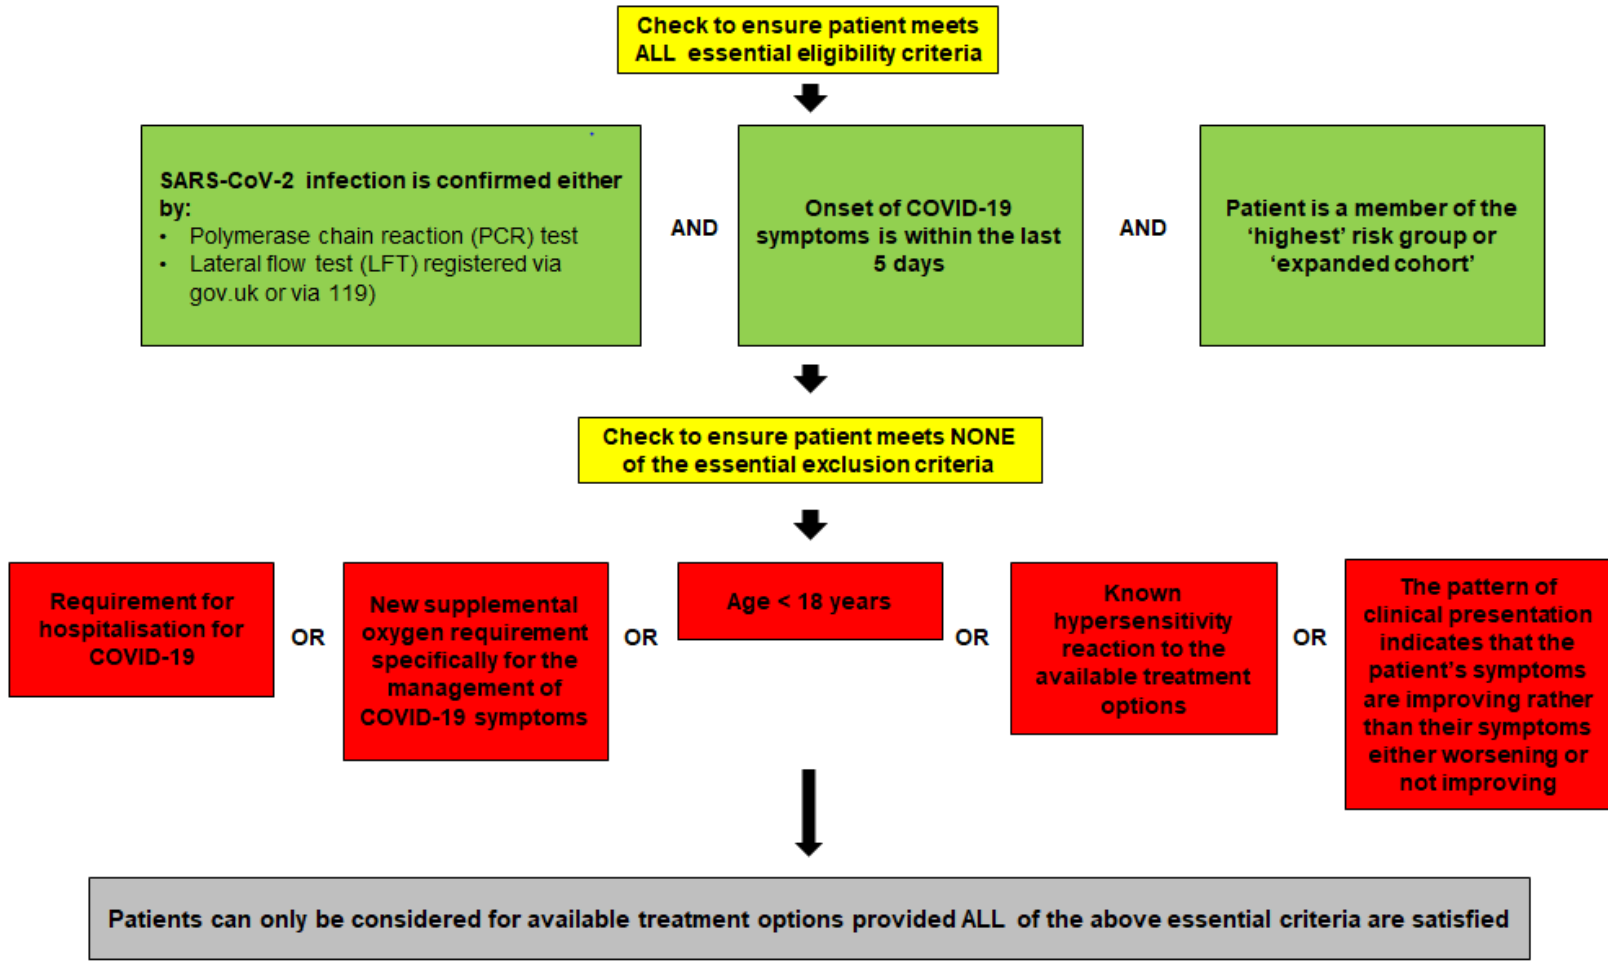 Check to ensure patient meets
ALL essential eligibility criteria
SARS-CoV-2 infection is confirmed either
by:
• Polymerase chain reaction (PCR) test
• Lateral flow test (LFT) registered via
gov.uk or via 119)
AND
Onset of COVID-19
symptoms is within the last
5 days
AND
Patient is a member of the
‘highest’ risk group or
‘expanded cohort’
Check to ensure patient meets NONE
of the essential exclusion criteria
Requirement for
hospitalisation for
COVID-19
OR
New supplemental
oxygen requirement
specifically for the
management of
COVID-19 symptoms
OR
Age < 18 years
OR
Known
hypersensitivity
reaction to the
available treatment
options
OR
The pattern of
clinical presentation
indicates that the
patient’s symptoms
are improving rather
than their symptoms
either worsening or
not improving
Patients can only be considered for available treatment options provided ALL of the above essential criteria are satisfied